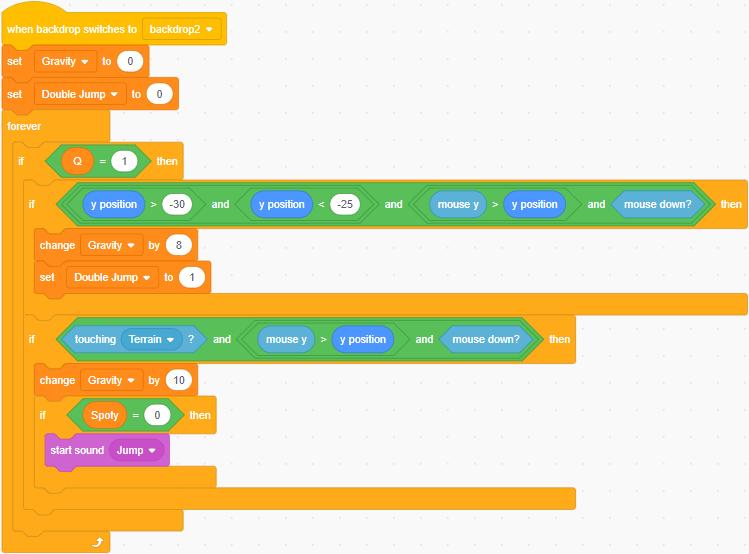 when backdrop switches to backdrop2
set Gravity to 0
set Double Jump to 0
forever
if Q = 1 then
if y position > -30 and y position < -25 and mouse y > y position and mouse down? then
change Gravity by 8
set Double Jump to 1
if touching Terrain ? and mouse y > y position and mouse down? then
change Gravity by 10
if Spoty = 0 then
start sound Jump